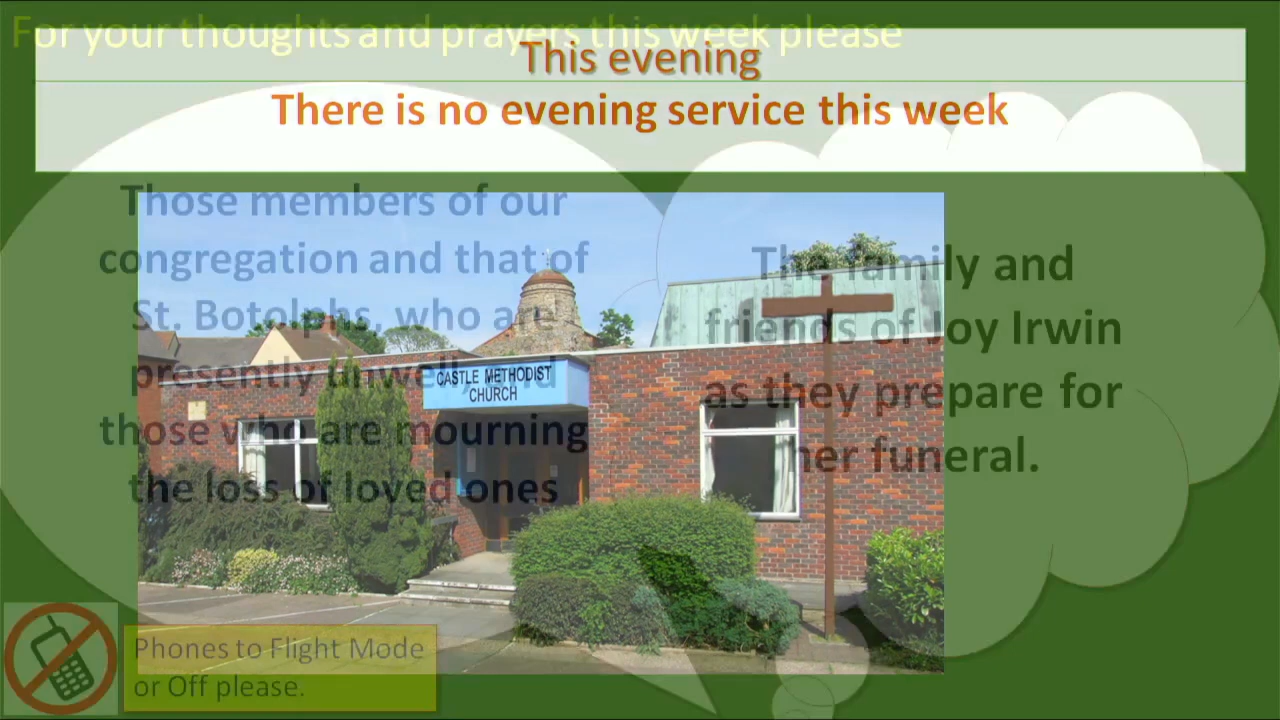 For your thoughts and prayers this week please
This evening
There is no evening service this week
Those members of our
congregation and that of
St. Botolphs, who are
presently unwell, and
those who are mourning
the loss of loved ones
The family and
friends of Joy Irwin
as they prepare for
her funeral.
CASTLE METHODIST
CHURCH
Phones to Flight Mode
or Off please.